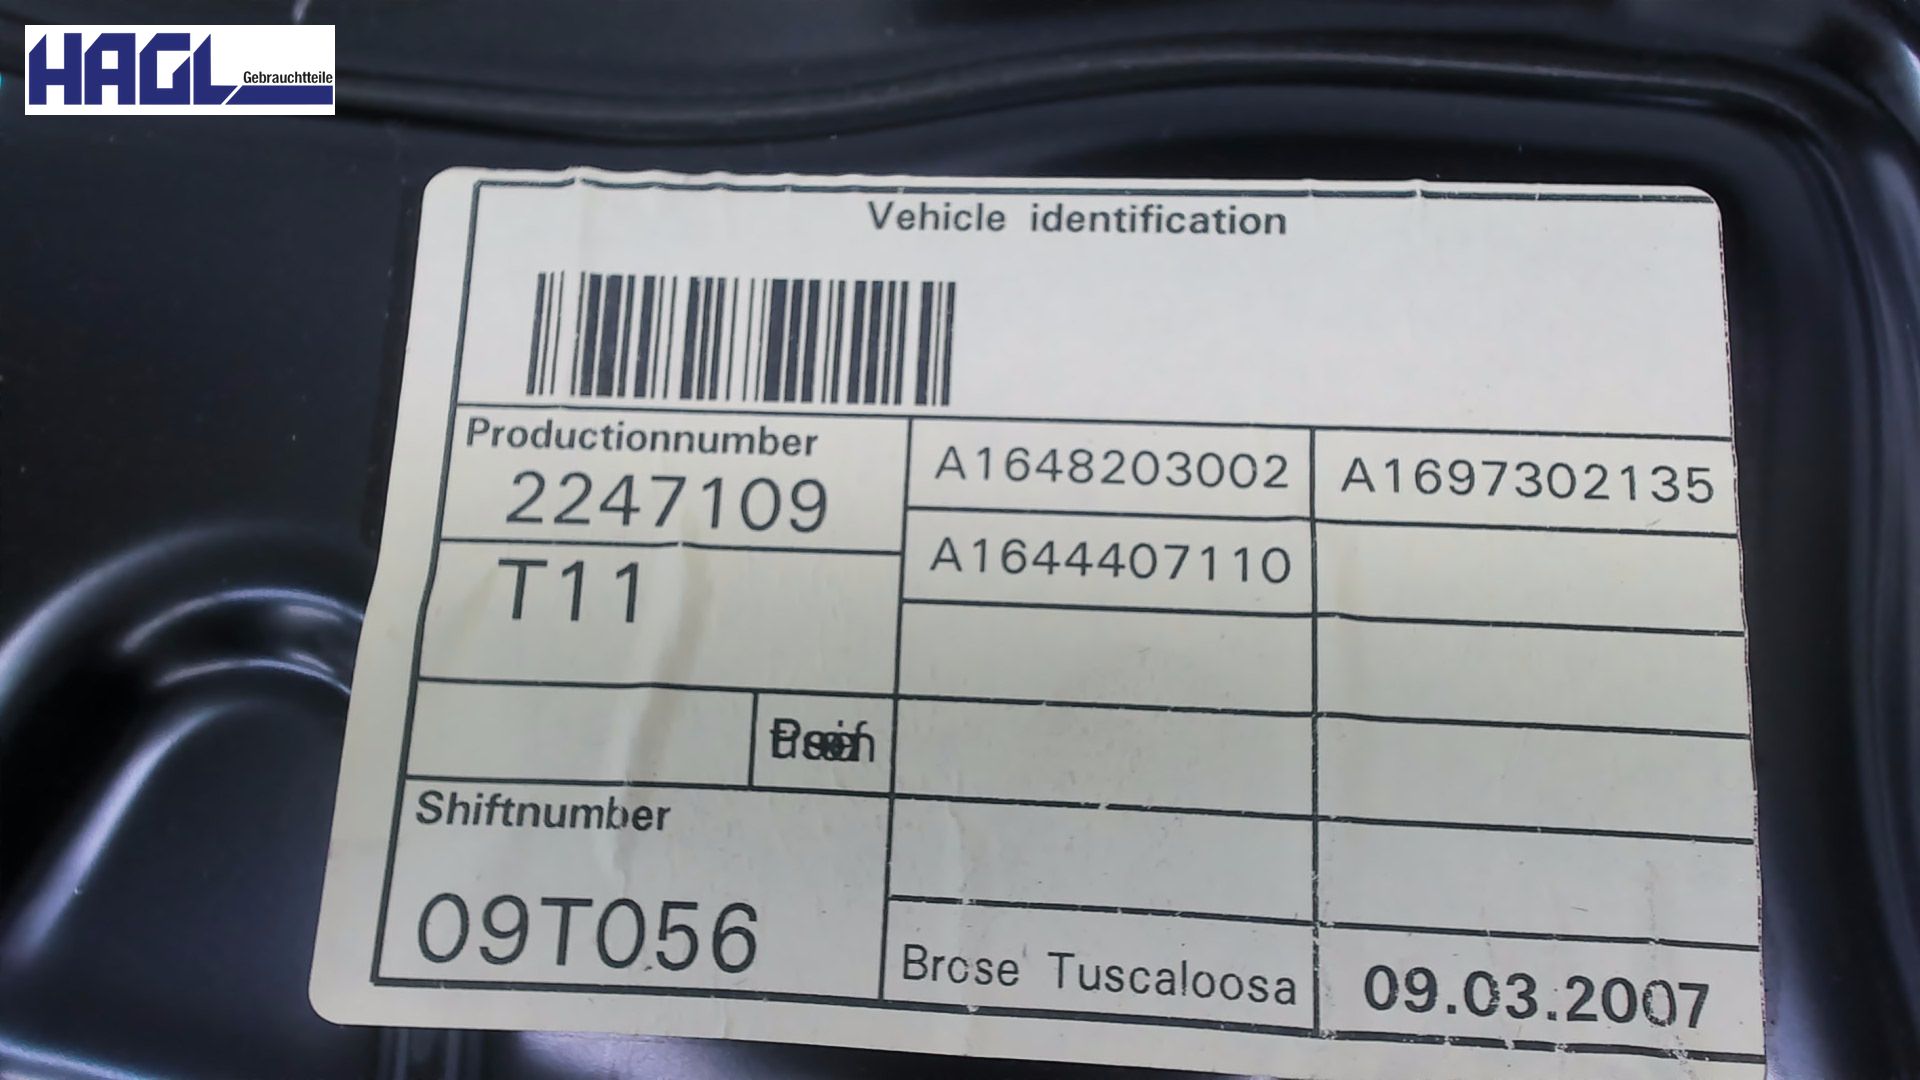 HAGL
Gebrauchtteile
Vehicle identification
Productionnumber
2247109
A1648203002
A1697302135
T11
A1644407110
Shiftnumber
09T056
Brose Tuscaloosa
09.03.2007